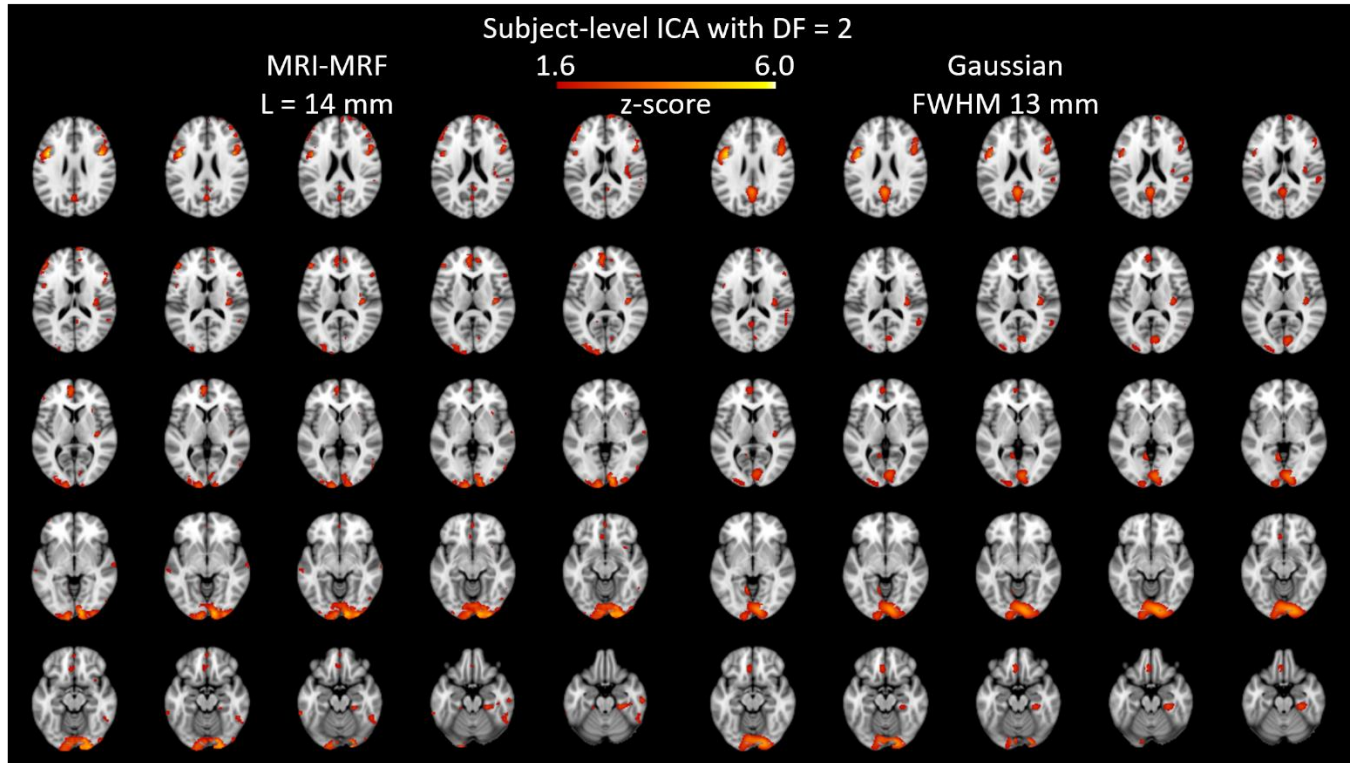 Subject-level ICA with DF = 2
MRI-MRF 1.6 6.0 Gaussian
L = 14 mm z-score FWHM 13 mm